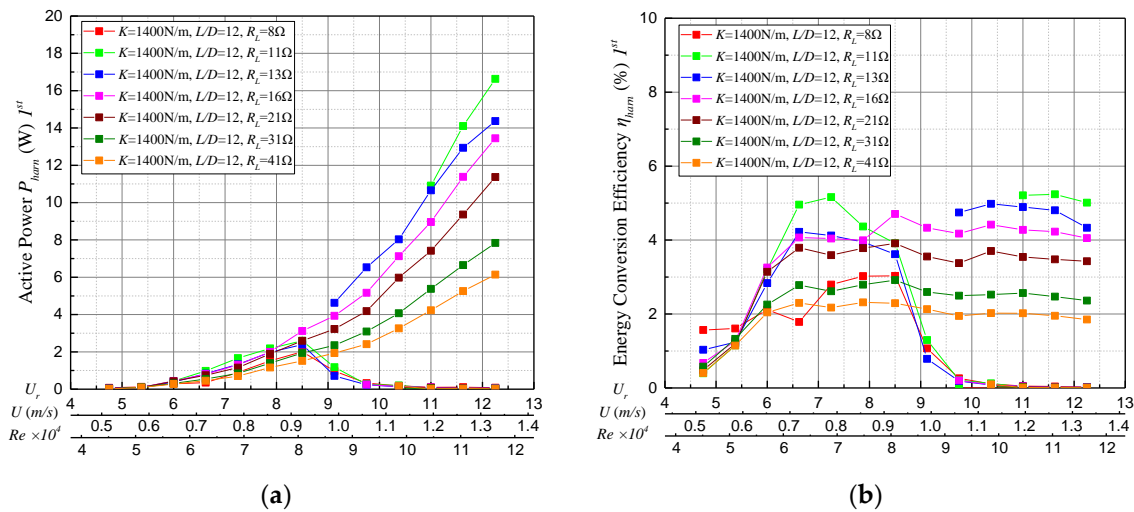 Active Power P_harn (W) 1^st
20
18
16
14
12
10
8
6
4
2
0
K=1400N/m, L/D=12, R_L=8Ω
K=1400N/m, L/D=12, R_L=11Ω
K=1400N/m, L/D=12, R_L=13Ω
K=1400N/m, L/D=12, R_L=16Ω
K=1400N/m, L/D=12, R_L=21Ω
K=1400N/m, L/D=12, R_L=31Ω
K=1400N/m, L/D=12, R_L=41Ω
U_r 4 5 6 7 8 9 10 11 12 13
U (m/s) 0.5 0.6 0.7 0.8 0.9 1.0 1.1 1.2 1.3 1.4
Re ×10^4 4 5 6 7 8 9 10 11 12
(a)
Energy Conversion Efficiency η_harn (%) 1^st
10
8
6
4
2
0
K=1400N/m, L/D=12, R_L=8Ω
K=1400N/m, L/D=12, R_L=11Ω
K=1400N/m, L/D=12, R_L=13Ω
K=1400N/m, L/D=12, R_L=16Ω
K=1400N/m, L/D=12, R_L=21Ω
K=1400N/m, L/D=12, R_L=31Ω
K=1400N/m, L/D=12, R_L=41Ω
U_r 4 5 6 7 8 9 10 11 12 13
U (m/s) 0.5 0.6 0.7 0.8 0.9 1.0 1.1 1.2 1.3 1.4
Re ×10^4 4 5 6 7 8 9 10 11 12
(b)